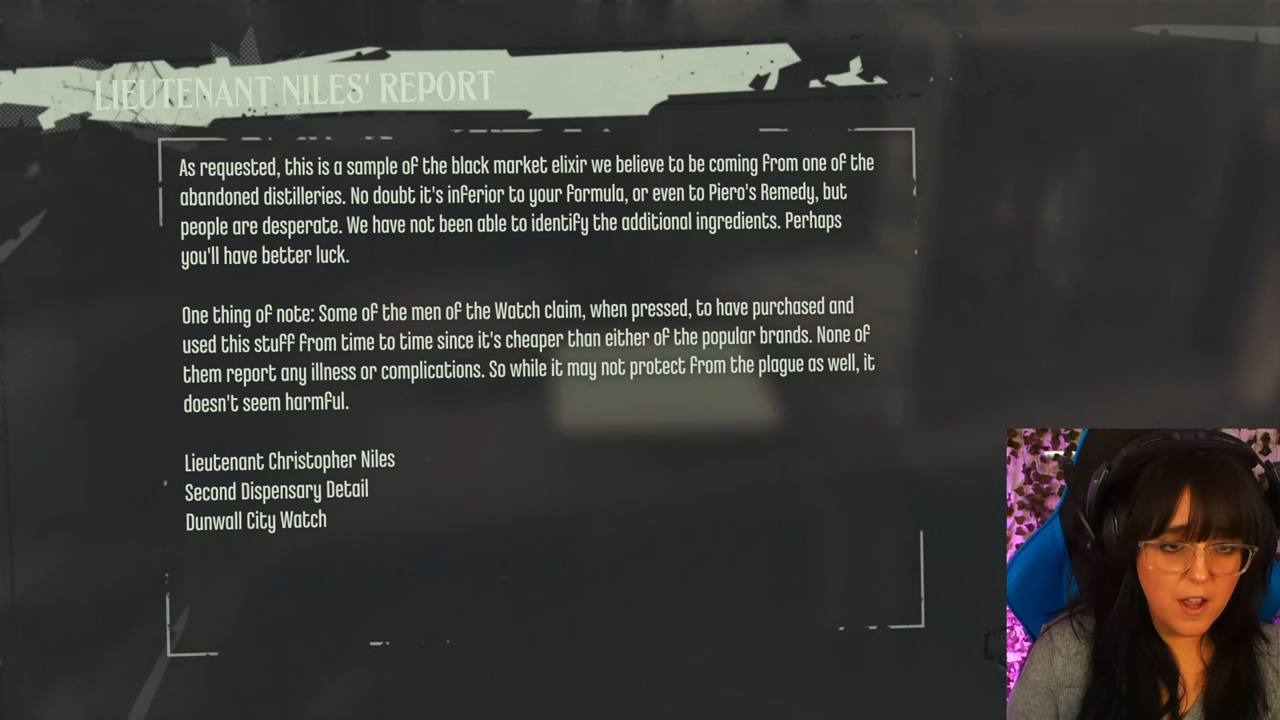 LIEUTENANT NILES' REPORT
As requested, this is a sample of the black market elixir we believe to be coming from one of the
abandoned distilleries. No doubt it's inferior to your formula, or even to Piero's Remedy, but
people are desperate. We have not been able to identify the additional ingredients. Perhaps
you'll have better luck.
One thing of note: Some of the men of the Watch claim, when pressed, to have purchased and
used this stuff from time to time since it's cheaper than either of the popular brands. None of
them report any illness or complications. So while it may not protect from the plague as well, it
doesn't seem harmful.
Lieutenant Christopher Niles
Second Dispensary Detail
Dunwall City Watch